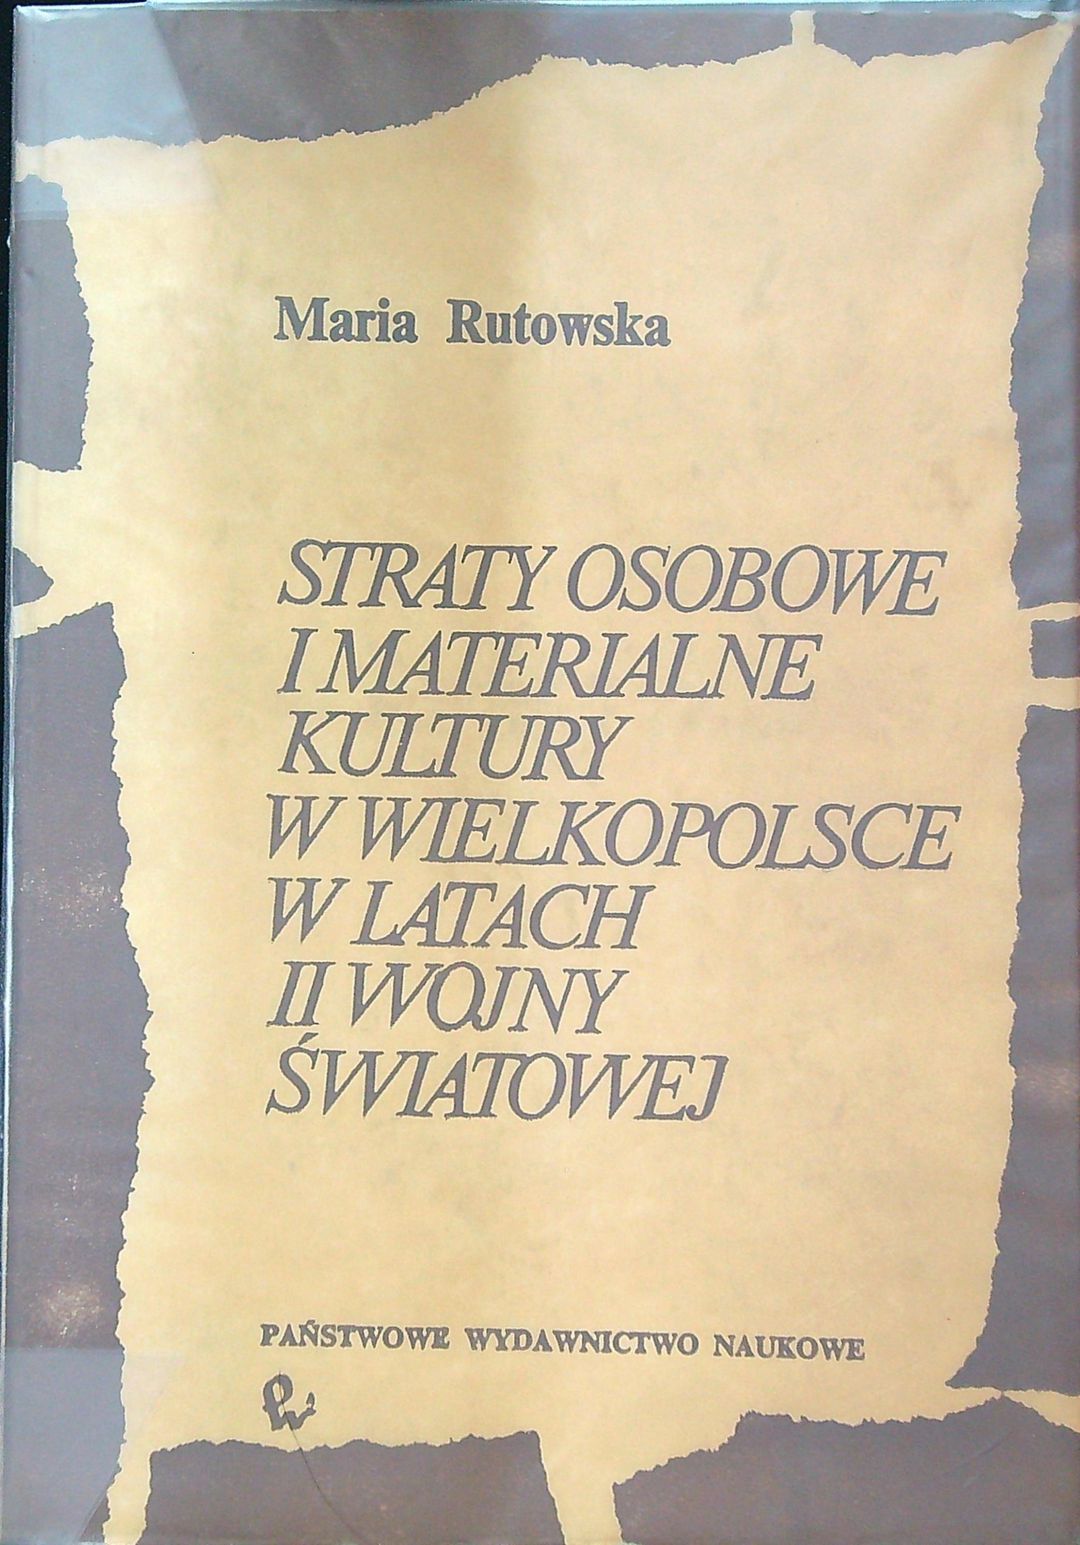 Maria Rutowska
STRATY OSOBOWE
I MATERIALNE
KULTURY
W WIELKOPOLSCE
W LATACH
II WOJNY
ŚWIATOWEJ
PAŃSTWOWE WYDAWNICTWO NAUKOWE